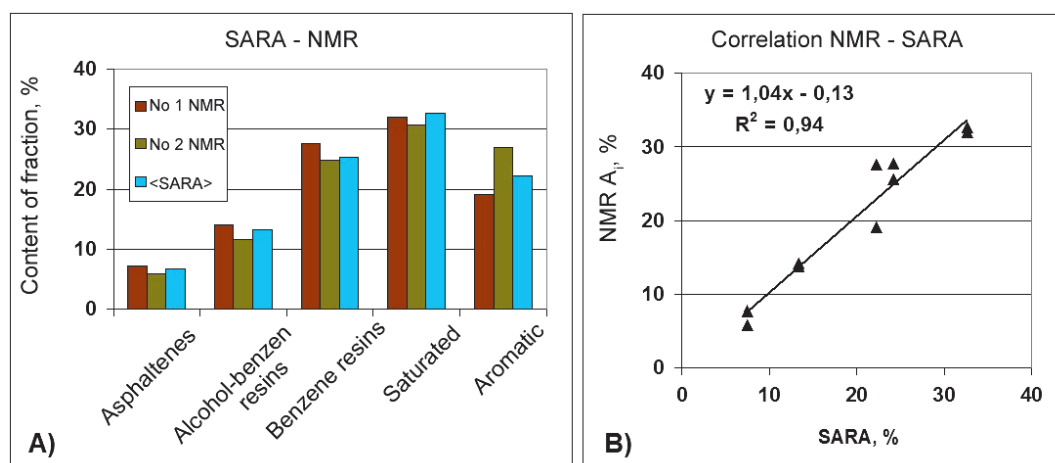 SARA - NMR
Content of fraction, %
40
30
20
10
0
No 1 NMR
No 2 NMR
<SARA>
Asphaltenes
Alcohol-benzen
resins
Benzene resins
Saturated
Aromatic
A)
Correlation NMR - SARA
y = 1,04x - 0,13
R² = 0,94
NMR Aᵢ, %
40
30
20
10
0
0 10 20 30 40
SARA, %
B)